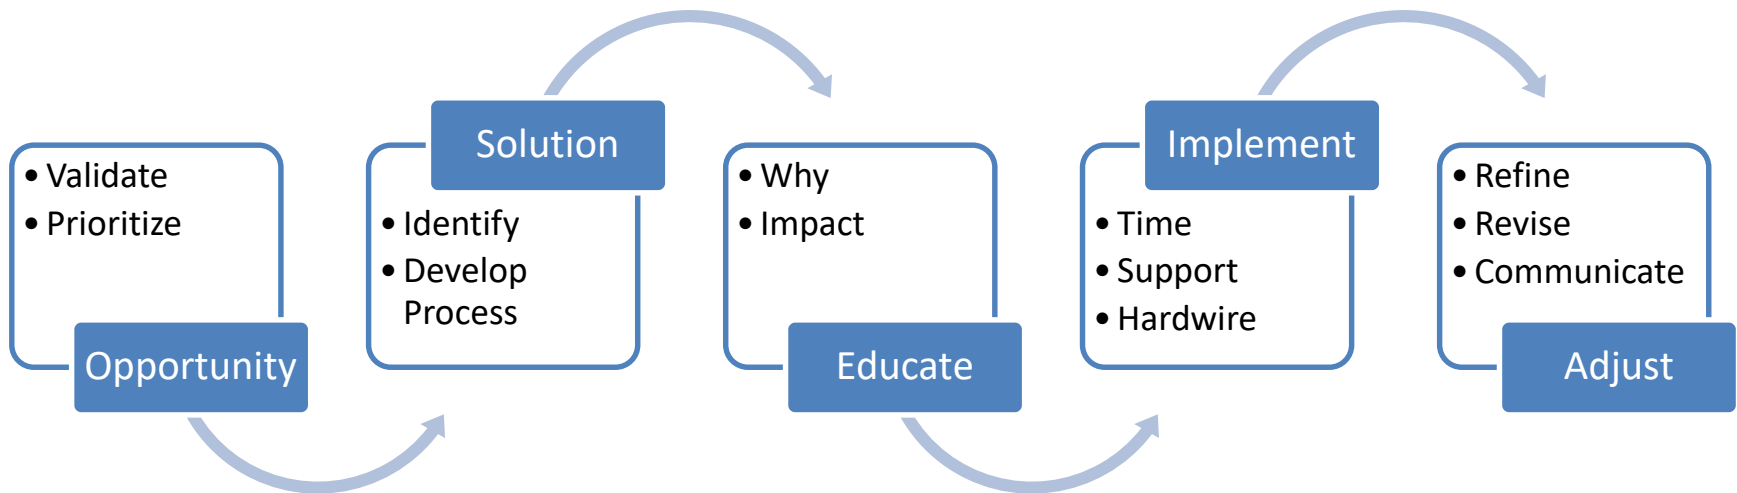 • Validate
• Prioritize
Opportunity
Solution
• Identify
• Develop
Process
• Why
• Impact
Educate
Implement
• Time
• Support
• Hardwire
• Refine
• Revise
• Communicate
Adjust